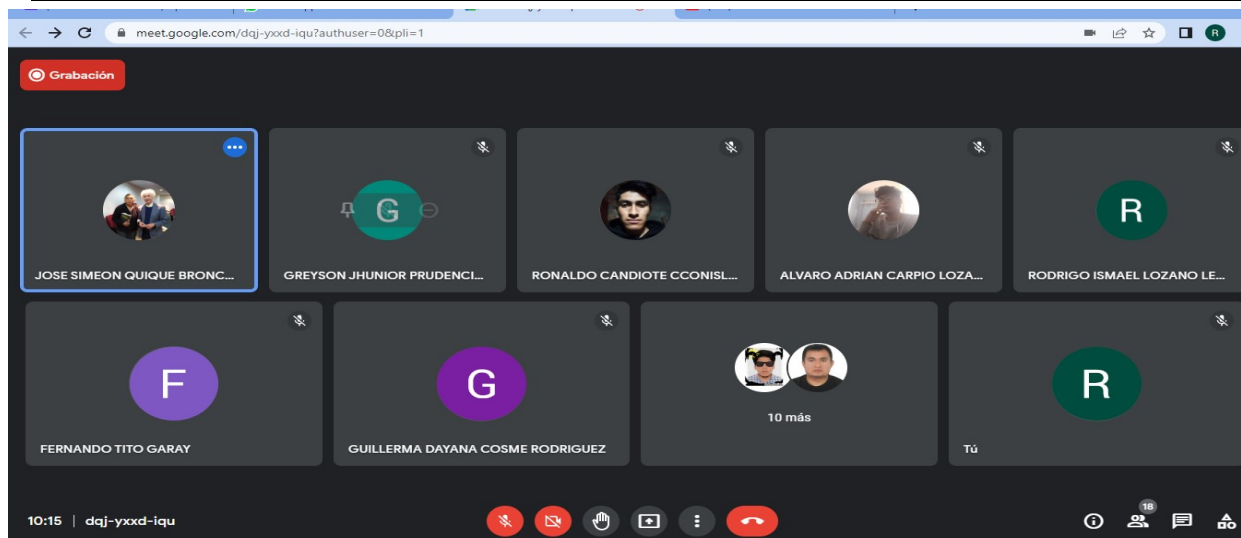 meet.google.com/dqj-yxxd-iqu?authuser=0&pli=1
R
Grabación
G
R
JOSE SIMEON QUIQUE BRONC...
GREYSON JHUNIOR PRUDENCI...
RONALDO CANDIOTE CCONISL...
ALVARO ADRIAN CARPIO LOZA...
RODRIGO ISMAEL LOZANO LE...
F
G
R
10 más
FERNANDO TITO GARAY
GUILLERMA DAYANA COSME RODRIGUEZ
Tú
10:15 | dqj-yxxd-iqu
18